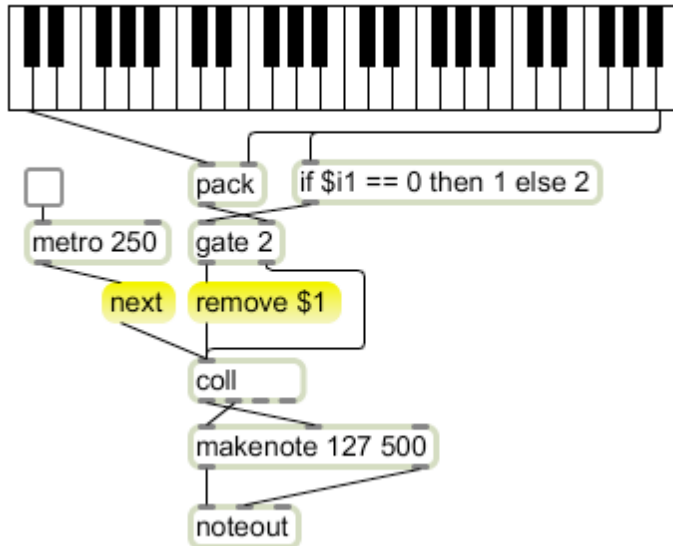 pack
if $i1 == 0 then 1 else 2
metro 250
gate 2
next
remove $1
coll
makenote 127 500
noteout